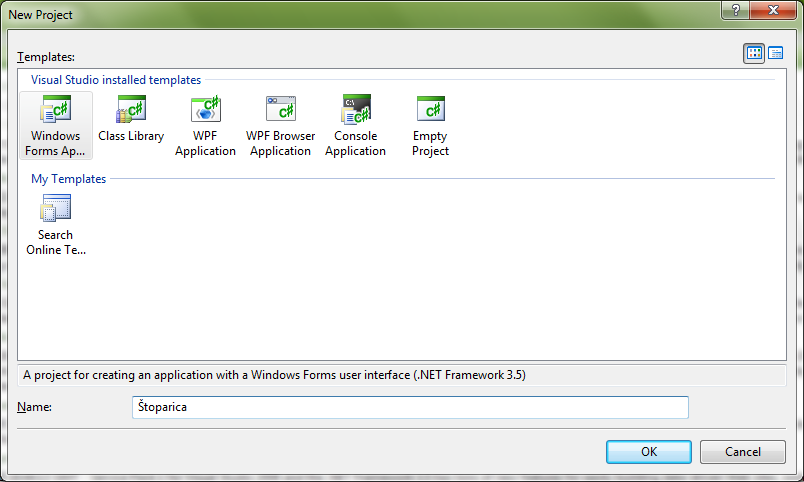 New Project
Templates:
Visual Studio installed templates
Windows Forms Ap...
Class Library
WPF Application
WPF Browser Application
Console Application
Empty Project
My Templates
Search Online Te...
A project for creating an application with a Windows Forms user interface (.NET Framework 3.5)
Name:
Štoparica
OK
Cancel